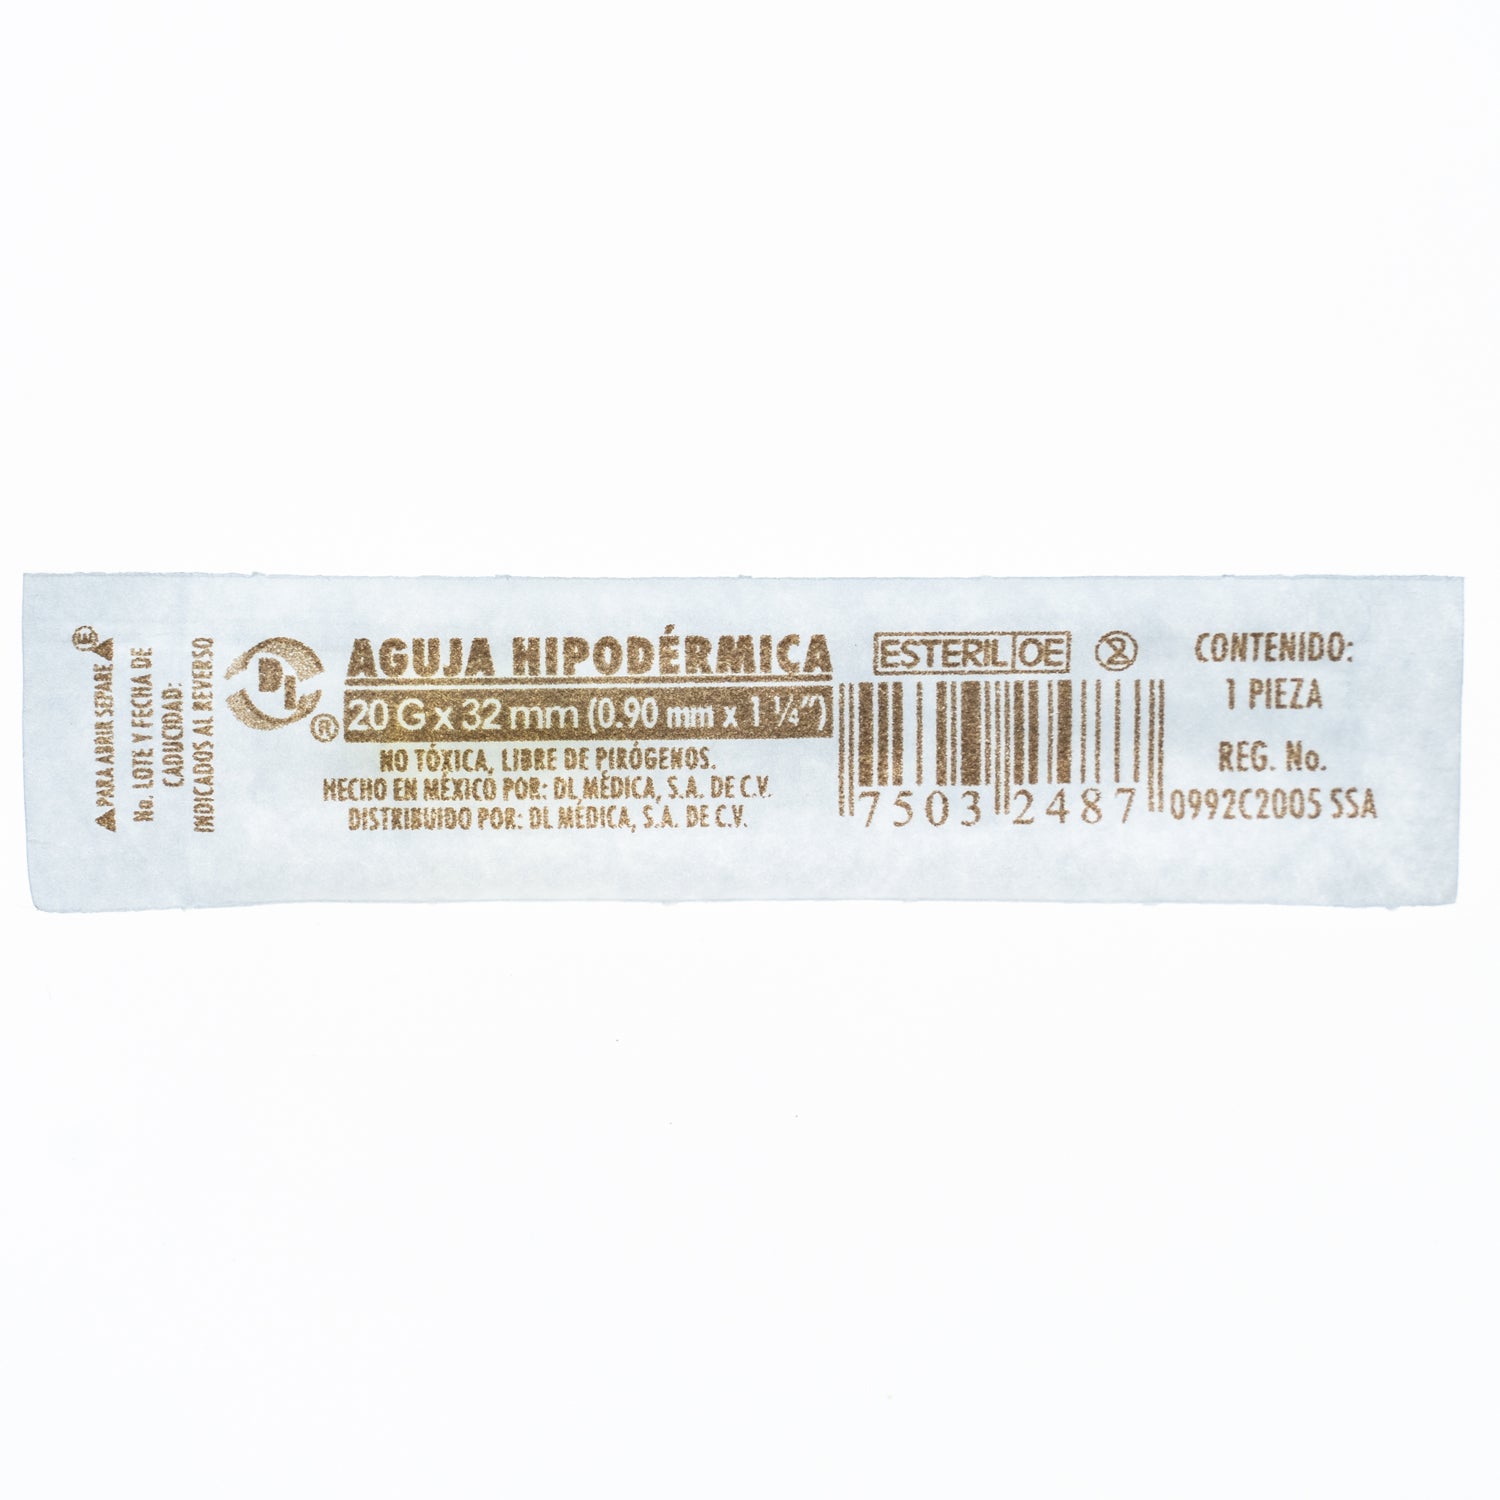 PARA ABRIR SEPARE
No. LOTE Y FECHA DE
CADUCIDAD:
INDICADOS AL REVERSO
E
DL
®
AGUJA HIPODÉRMICA
20 G x 32 mm (0.90 mm x 1 ¼")
NO TÓXICA, LIBRE DE PIRÓGENOS.
HECHO EN MÉXICO POR: DL MÉDICA, S.A. DE C.V.
DISTRIBUIDO POR: DL MÉDICA, S.A. DE C.V.
ESTERIL OE
2
7503 2487
CONTENIDO:
1 PIEZA
REG. No.
0992C2005 SSA